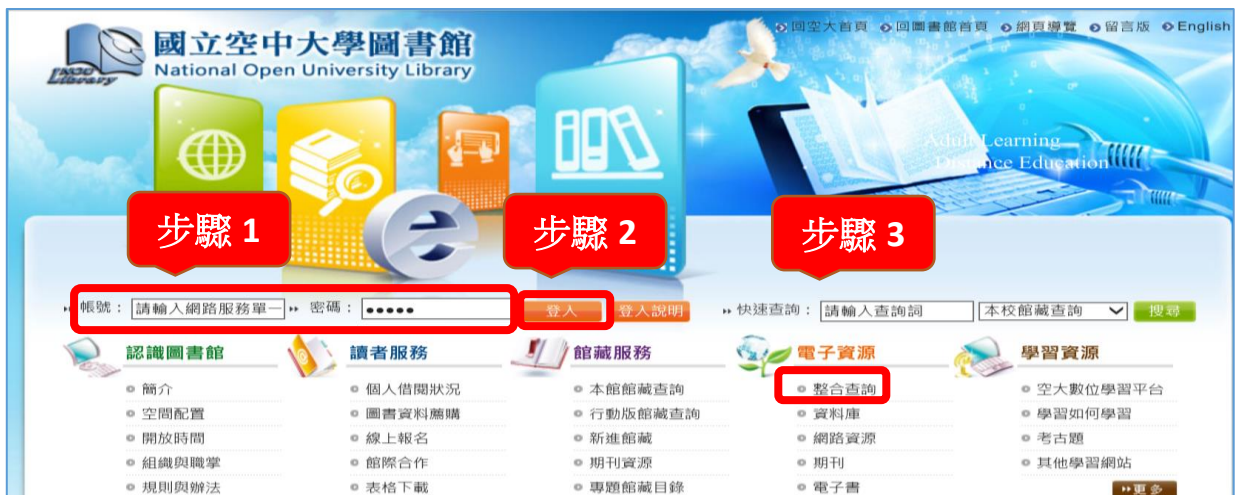 回空大首頁 回圖書館首頁 網頁導覽 留言版 English
國立空中大學圖書館
National Open University Library
NOU
Library
Adult Learning
Distance Education
步驟 1
步驟 2
步驟 3
帳號： 請輸入網路服務單一 密碼： ●●●●● 登入 登入說明 快速查詢： 請輸入查詢詞 本校館藏查詢 搜尋
認識圖書館 讀者服務 館藏服務 電子資源 學習資源
簡介 個人借閱狀況 本館館藏查詢 整合查詢 空大數位學習平台
空間配置 圖書資料薦購 行動版館藏查詢 資料庫 學習如何學習
開放時間 線上報名 新進館藏 網路資源 考古題
組織與職掌 館際合作 期刊資源 期刊 其他學習網站
規則與辦法 表格下載 專題館藏目錄 電子書 更多